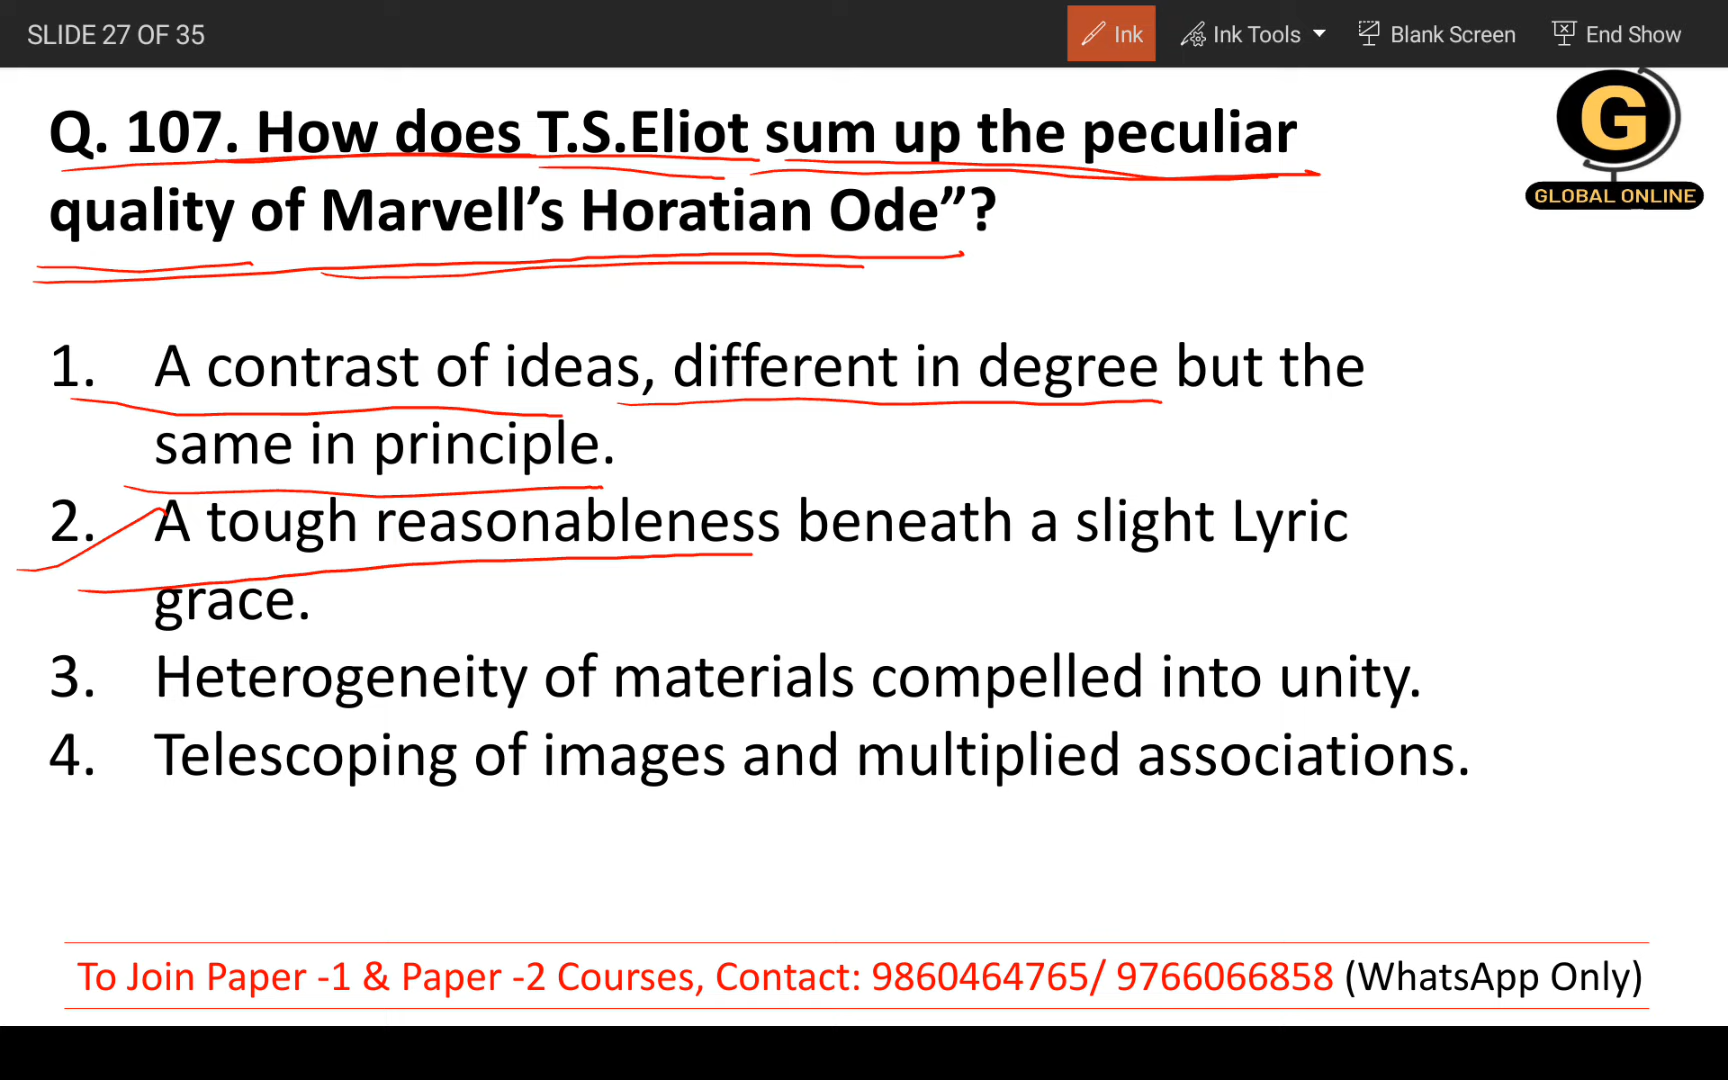 SLIDE 27 OF 35
Ink
Ink Tools
Blank Screen
End Show
G
GLOBAL ONLINE
Q. 107. How does T.S.Eliot sum up the peculiar
quality of Marvell’s Horatian Ode”?
1. A contrast of ideas, different in degree but the
same in principle.
2. A tough reasonableness beneath a slight Lyric
grace.
3. Heterogeneity of materials compelled into unity.
4. Telescoping of images and multiplied associations.
To Join Paper -1 & Paper -2 Courses, Contact: 9860464765/ 9766066858 (WhatsApp Only)